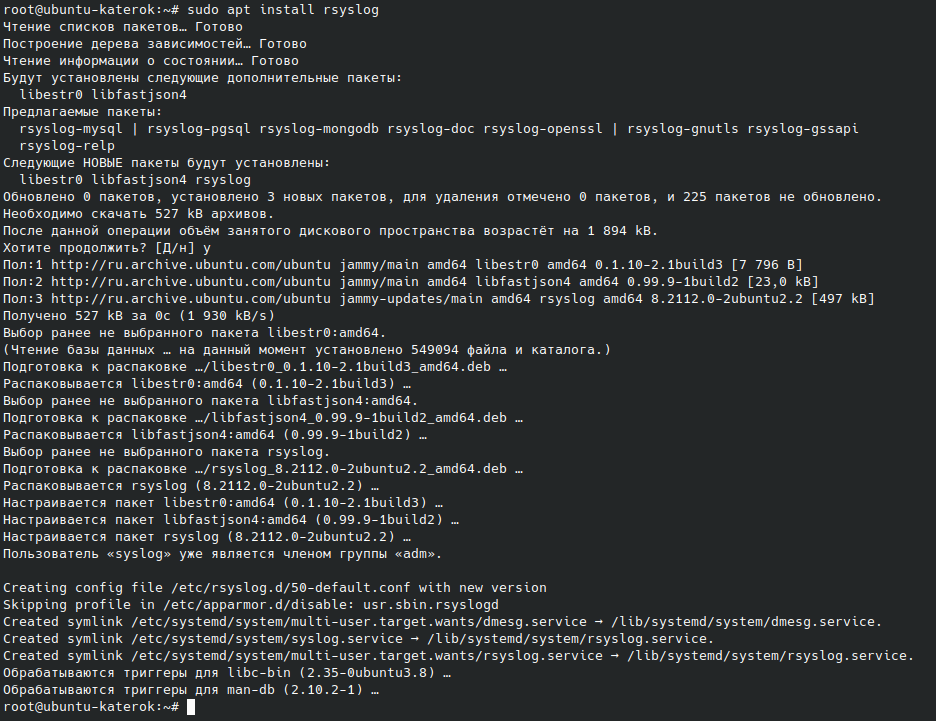 root@ubuntu-katerok:~# sudo apt install rsyslog
Чтение списков пакетов… Готово
Построение дерева зависимостей… Готово
Чтение информации о состоянии… Готово
Будут установлены следующие дополнительные пакеты:
  libestr0 libfastjson4
Предлагаемые пакеты:
  rsyslog-mysql | rsyslog-pgsql rsyslog-mongodb rsyslog-doc rsyslog-openssl | rsyslog-gnutls rsyslog-gssapi
  rsyslog-relp
Следующие НОВЫЕ пакеты будут установлены:
  libestr0 libfastjson4 rsyslog
Обновлено 0 пакетов, установлено 3 новых пакетов, для удаления отмечено 0 пакетов, и 225 пакетов не обновлено.
Необходимо скачать 527 kB архивов.
После данной операции объём занятого дискового пространства возрастёт на 1 894 kB.
Хотите продолжить? [Д/н] y
Пол:1 http://ru.archive.ubuntu.com/ubuntu jammy/main amd64 libestr0 amd64 0.1.10-2.1build3 [7 796 B]
Пол:2 http://ru.archive.ubuntu.com/ubuntu jammy/main amd64 libfastjson4 amd64 0.99.9-1build2 [23,0 kB]
Пол:3 http://ru.archive.ubuntu.com/ubuntu jammy-updates/main amd64 rsyslog amd64 8.2112.0-2ubuntu2.2 [497 kB]
Получено 527 kB за 0с (1 930 kB/s)
Выбор ранее не выбранного пакета libestr0:amd64.
(Чтение базы данных … на данный момент установлено 549094 файла и каталога.)
Подготовка к распаковке …/libestr0_0.1.10-2.1build3_amd64.deb …
Распаковывается libestr0:amd64 (0.1.10-2.1build3) …
Выбор ранее не выбранного пакета libfastjson4:amd64.
Подготовка к распаковке …/libfastjson4_0.99.9-1build2_amd64.deb …
Распаковывается libfastjson4:amd64 (0.99.9-1build2) …
Выбор ранее не выбранного пакета rsyslog.
Подготовка к распаковке …/rsyslog_8.2112.0-2ubuntu2.2_amd64.deb …
Распаковывается rsyslog (8.2112.0-2ubuntu2.2) …
Настраивается пакет libestr0:amd64 (0.1.10-2.1build3) …
Настраивается пакет libfastjson4:amd64 (0.99.9-1build2) …
Настраивается пакет rsyslog (8.2112.0-2ubuntu2.2) …
Пользователь «syslog» уже является членом группы «adm».

Creating config file /etc/rsyslog.d/50-default.conf with new version
Skipping profile in /etc/apparmor.d/disable: usr.sbin.rsyslogd
Created symlink /etc/systemd/system/multi-user.target.wants/dmesg.service → /lib/systemd/system/dmesg.service.
Created symlink /etc/systemd/system/syslog.service → /lib/systemd/system/rsyslog.service.
Created symlink /etc/systemd/system/multi-user.target.wants/rsyslog.service → /lib/systemd/system/rsyslog.service.
Обрабатываются триггеры для libc-bin (2.35-0ubuntu3.8) …
Обрабатываются триггеры для man-db (2.10.2-1) …
root@ubuntu-katerok:~#